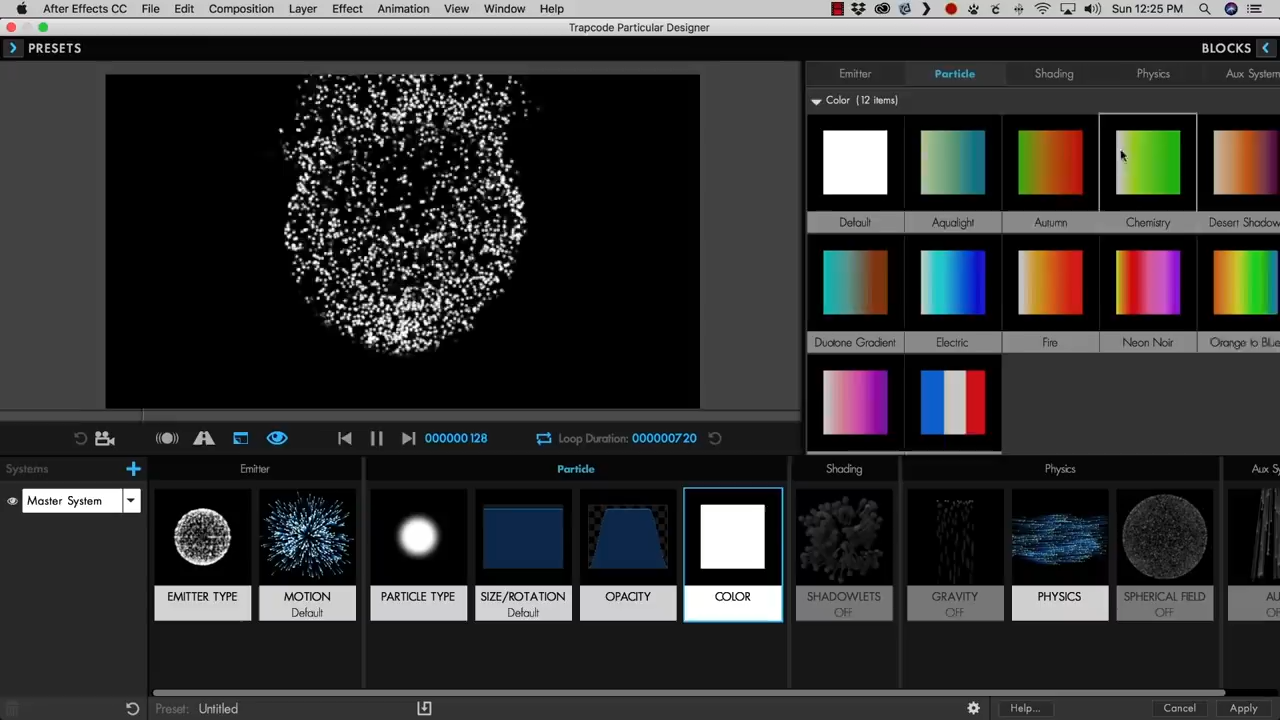 After Effects CC File Edit Composition Layer Effect Animation View Window Help Sun 12:25 PM
Trapcode Particular Designer
PRESETS BLOCKS
Emitter Particle Shading Physics Aux System
Color (12 items)
Default Aqualight Autumn Chemistry Desert Shadow
Duotone Gradient Electric Fire Neon Noir Orange to Blue
000000128 Loop Duration: 000000720
Systems Emitter Particle Shading Physics Aux Sy
Master System
EMITTER TYPE MOTION PARTICLE TYPE SIZE/ROTATION OPACITY COLOR SHADOWLETS GRAVITY PHYSICS SPHERICAL FIELD AU
Default Default OFF OFF OFF OFF
Preset: Untitled Help... Cancel Apply